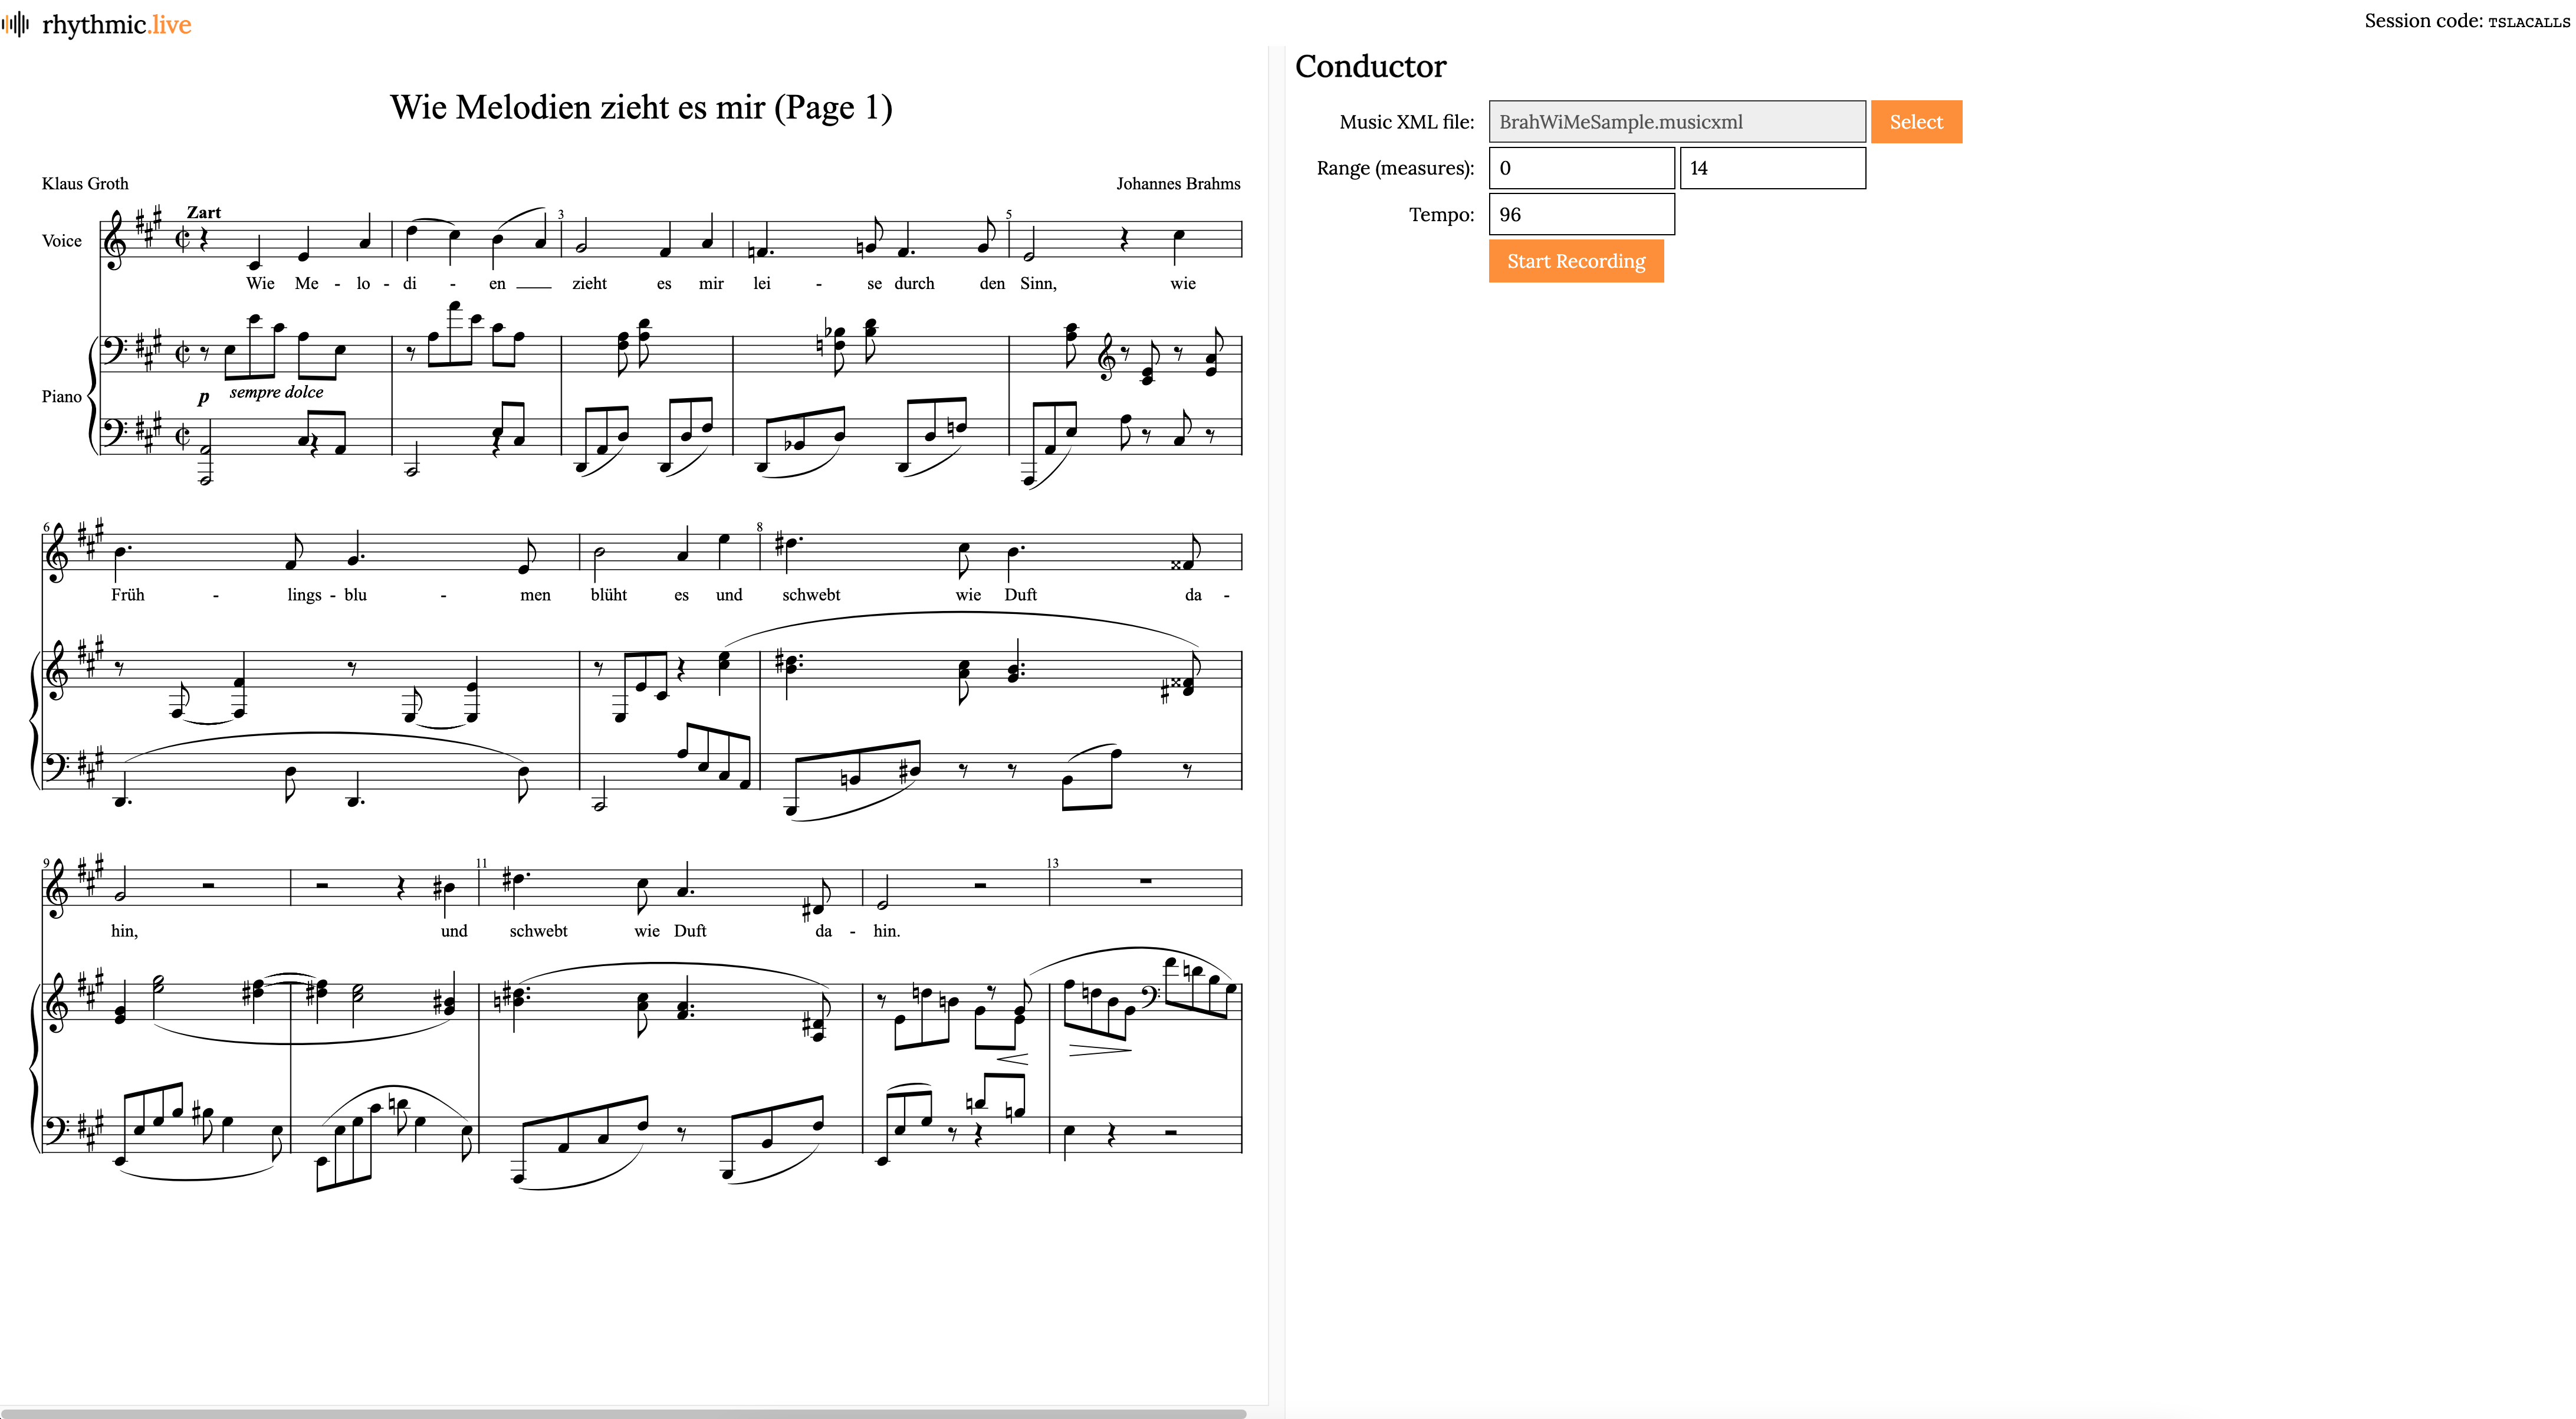 rhythmic.live
Session code: TSLACALLS
Wie Melodien zieht es mir (Page 1)
Klaus Groth
Johannes Brahms
Zart
3
5
Voice
Wie Me - lo - di - en ___ zieht es mir lei - se durch den Sinn, wie
Piano
p sempre dolce
6
8
Früh - lings - blu - men blüht es und schwebt wie Duft da -
9
11
13
hin, und schwebt wie Duft da - hin.
Conductor
Music XML file: BrahWiMeSample.musicxml Select
Range (measures): 0 14
Tempo: 96
Start Recording